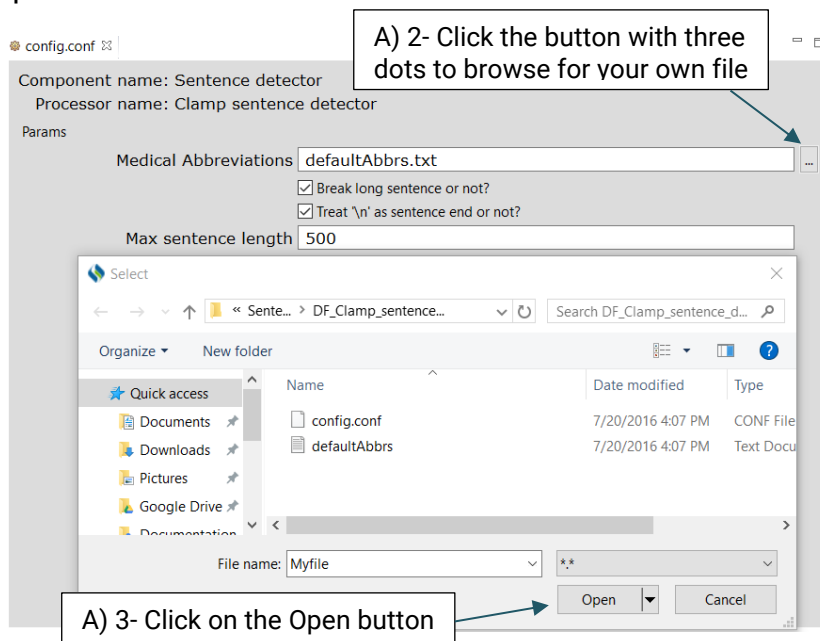 A) 2- Click the button with three
dots to browse for your own file
config.conf
Component name: Sentence detector
Processor name: Clamp sentence detector
Params
Medical Abbreviations defaultAbbrs.txt ...
Break long sentence or not?
Treat '\n' as sentence end or not?
Max sentence length 500
Select
« Sente... > DF_Clamp_sentence... Search DF_Clamp_sentence_d...
Organize New folder ?
Quick access Name Date modified Type
Documents config.conf 7/20/2016 4:07 PM CONF File
Downloads defaultAbbrs 7/20/2016 4:07 PM Text Docu
Pictures
Google Drive
Documentation
File name: Myfile *.*
Open Cancel
A) 3- Click on the Open button